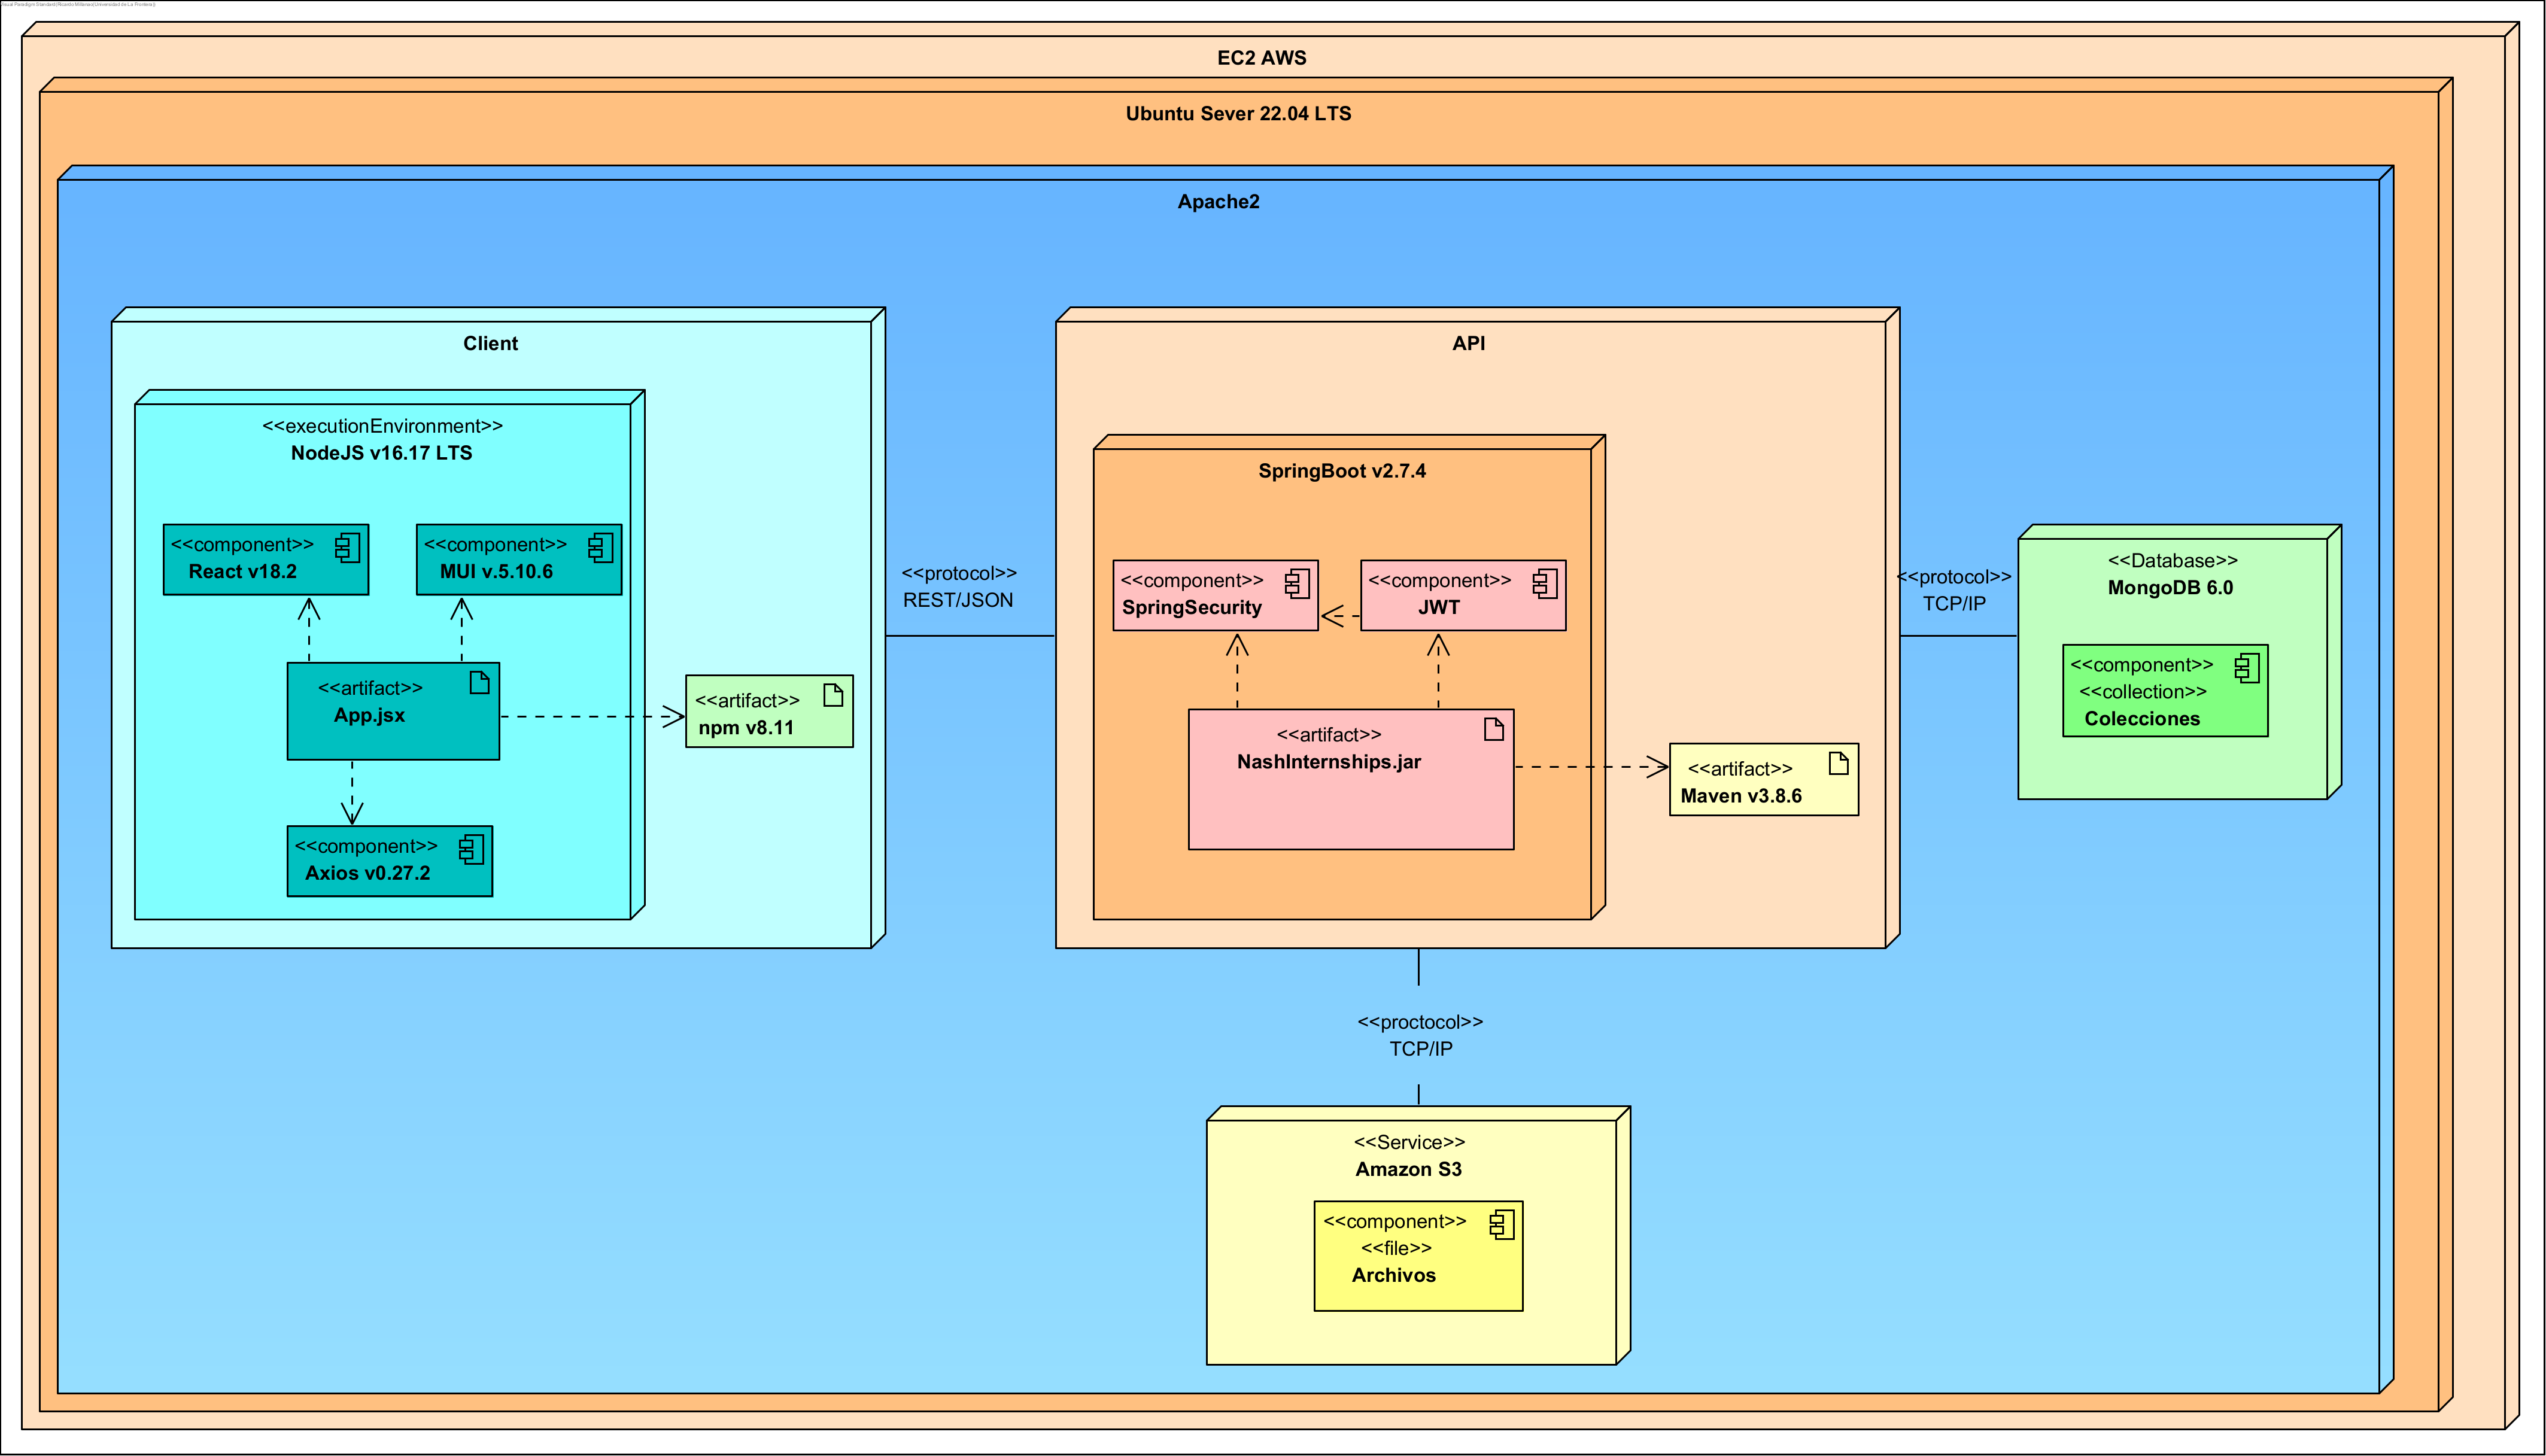 Visual Paradigm Standard(Ricardo Millanao(Universidad de La Frontera))
EC2 AWS
Ubuntu Sever 22.04 LTS
Apache2
Client
<<executionEnvironment>>
NodeJS v16.17 LTS
<<component>>
React v18.2
<<component>>
MUI v.5.10.6
<<artifact>>
App.jsx
<<artifact>>
npm v8.11
<<component>>
Axios v0.27.2
<<protocol>>
REST/JSON
API
SpringBoot v2.7.4
<<component>>
SpringSecurity
<<component>>
JWT
<<artifact>>
NashInternships.jar
<<artifact>>
Maven v3.8.6
<<protocol>>
TCP/IP
<<Database>>
MongoDB 6.0
<<component>>
<<collection>>
Colecciones
<<proctocol>>
TCP/IP
<<Service>>
Amazon S3
<<component>>
<<file>>
Archivos